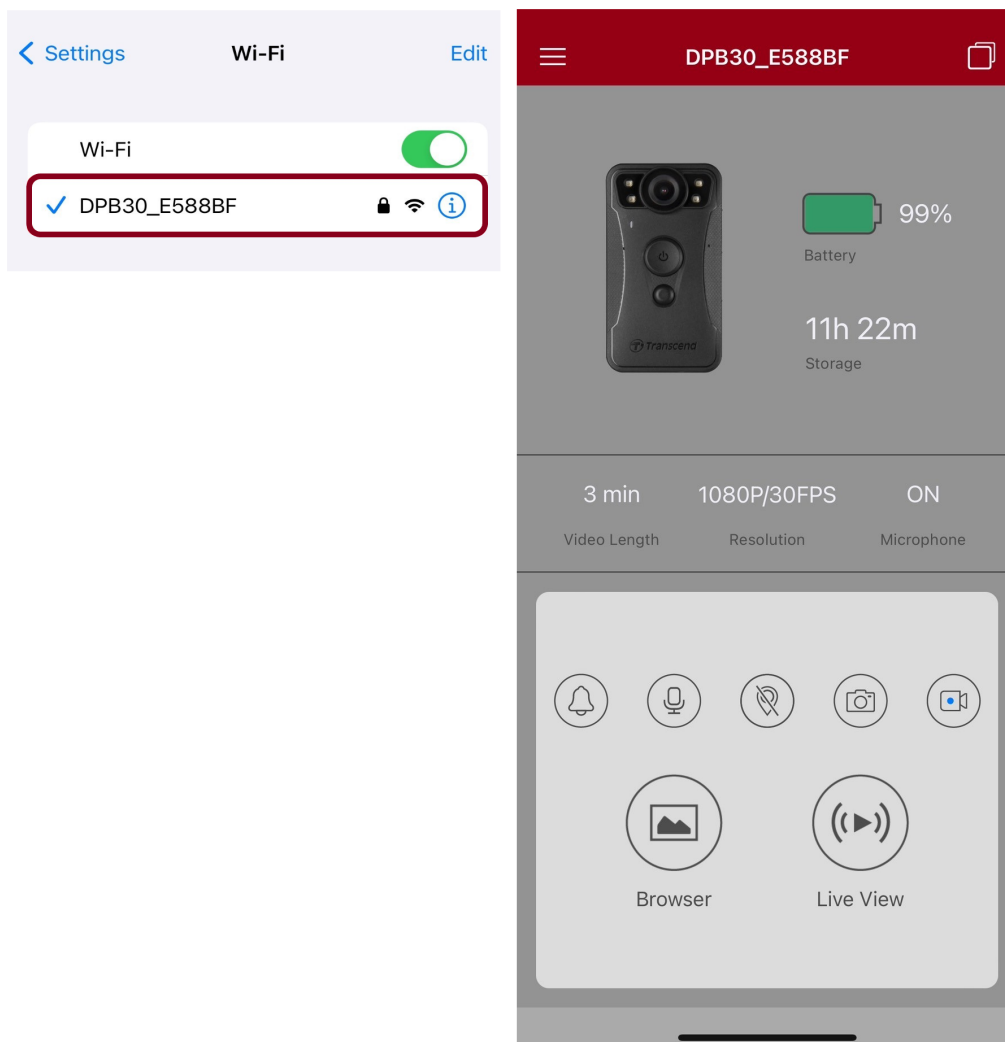 Settings Wi-Fi Edit
Wi-Fi
DPB30_E588BF
DPB30_E588BF
99%
Battery
11h 22m
Storage
Transcend
3 min 1080P/30FPS ON
Video Length Resolution Microphone
Browser Live View